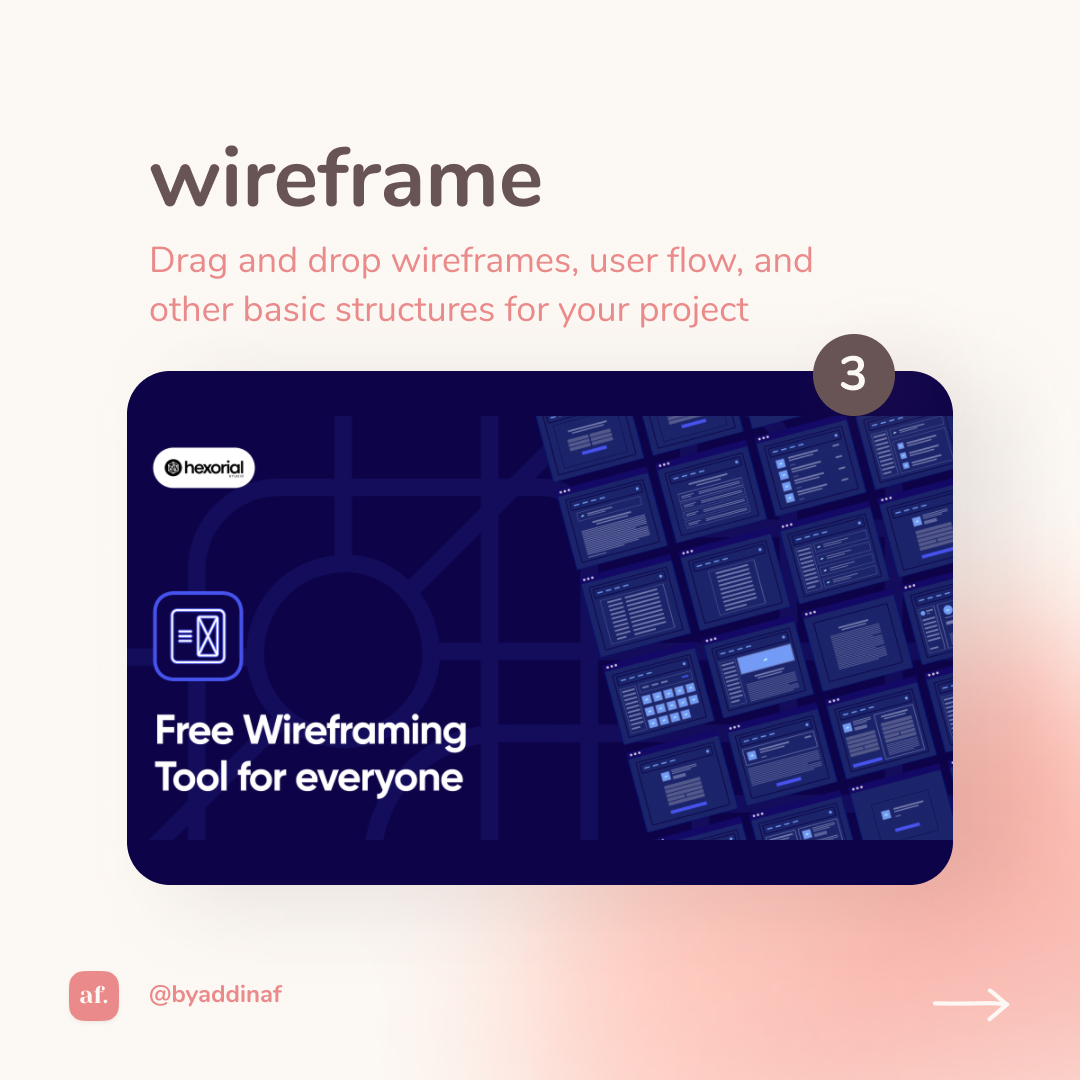 wireframe
Drag and drop wireframes, user flow, and
other basic structures for your project
3
hexorial
STUDIO
Free Wireframing
Tool for everyone
af.
@byaddinaf